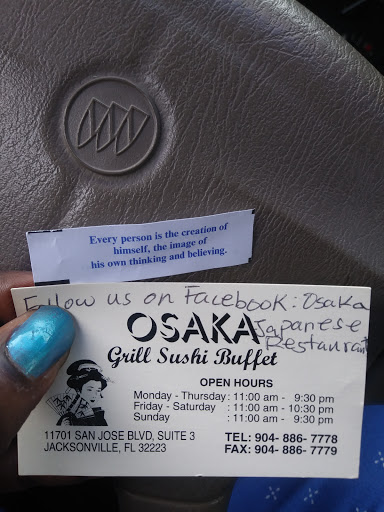 Every person is the creation of
himself, the image of
his own thinking and believing.
Follow us on Facebook: Osaka
Japanese
Restaurant
OSAKA
Grill Sushi Buffet
OPEN HOURS
Monday - Thursday : 11:00 am - 9:30 pm
Friday - Saturday : 11:00 am - 10:30 pm
Sunday : 11:00 am - 9:30 pm
11701 SAN JOSE BLVD, SUITE 3
JACKSONVILLE, FL 32223
TEL: 904- 886- 7778
FAX: 904- 886- 7779